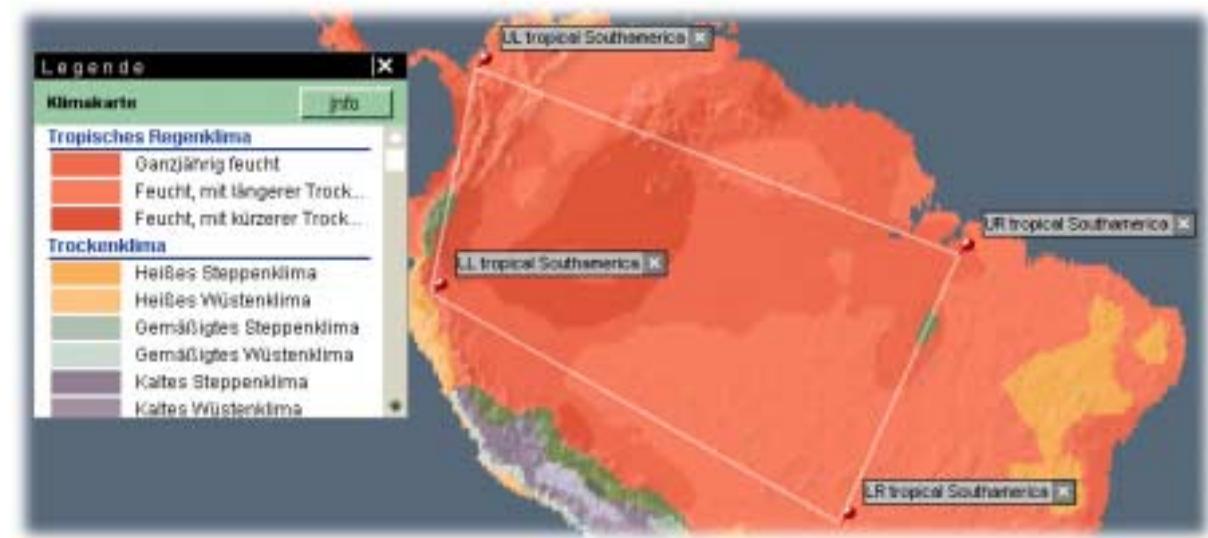 Legende
Klimakarte Info
Tropisches Regenklima
Ganzjährig feucht
Feucht, mit längerer Trock...
Feucht, mit kürzerer Trock...
Trockenklima
Heißes Steppenklima
Heißes Wüstenklima
Gemäßigtes Steppenklima
Gemäßigtes Wüstenklima
Kaltes Steppenklima
Kaltes Wüstenklima
UL tropical Southamerica
UR tropical Southamerica
LL tropical Southamerica
LR tropical Southamerica